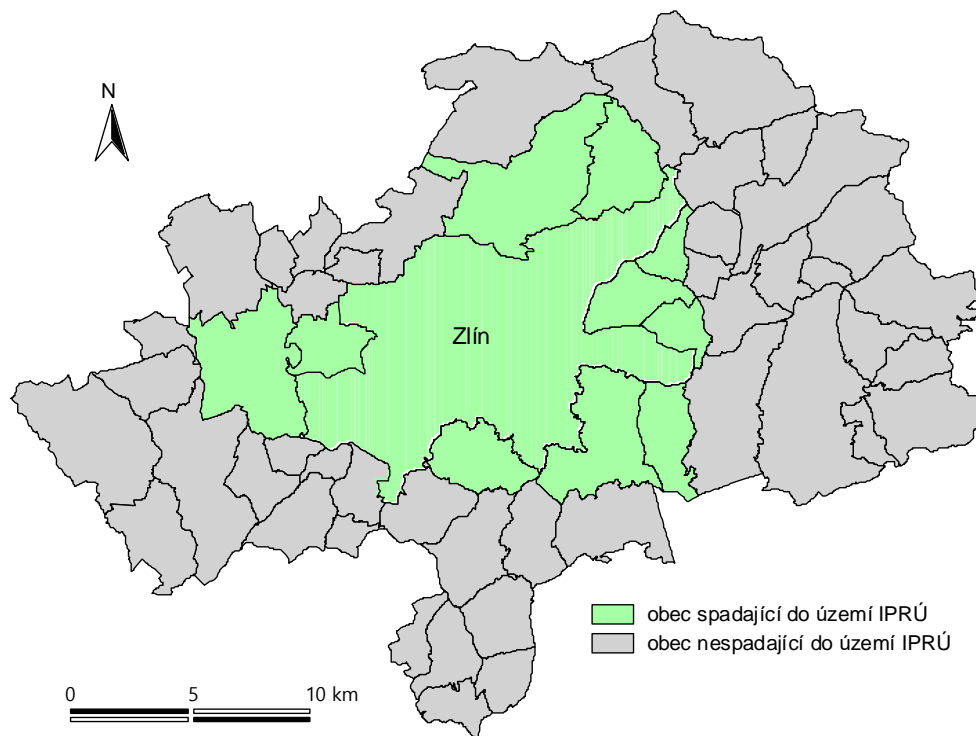 N
Zlín
obec spadající do území IPRÚ
obec nespadající do území IPRÚ
0 5 10 km